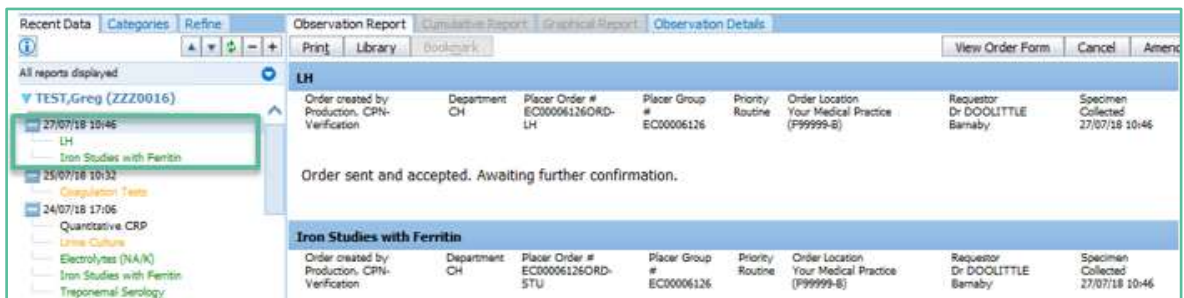 Recent Data Categories Refine
All reports displayed
TEST,Greg (ZZZ0016)
27/07/18 10:46
LH
Iron Studies with Ferritin
25/07/18 10:32
Coagulation Tests
24/07/18 17:06
Quantitative CRP
Urine Culture
Electrolytes (NA/K)
Iron Studies with Ferritin
Treponemal Serology
Observation Report Cumulative Report Graphical Report Observation Details
Print Library Bookmark View Order Form Cancel Amend
LH
Order created by Department Placer Order # Placer Group Priority Order Location Requestor Specimen
Production, CPN- CH EC00006126ORD- # Routine Your Medical Practice Dr DOOLITTLE Collected
Verification LH EC00006126 (F99999-B) Barnaby 27/07/18 10:46
Order sent and accepted. Awaiting further confirmation.
Iron Studies with Ferritin
Order created by Department Placer Order # Placer Group Priority Order Location Requestor Specimen
Production, CPN- CH EC00006126ORD- # Routine Your Medical Practice Dr DOOLITTLE Collected
Verification STU EC00006126 (F99999-B) Barnaby 27/07/18 10:46